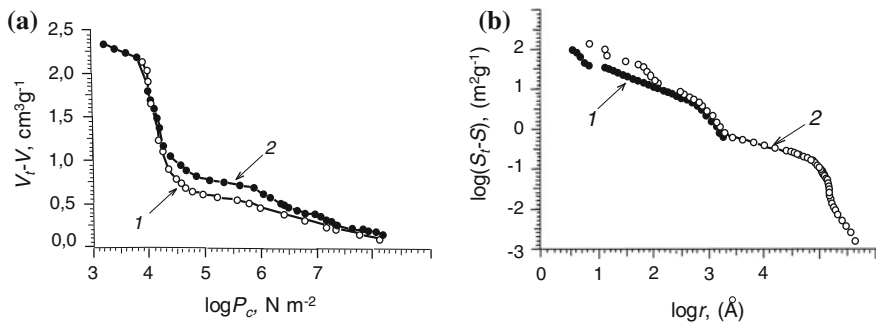 (a)
2,5
2,0
1,5
1,0
0,5
0,0
V_t-V, cm³g⁻¹
1
2
3 4 5 6 7
logP_c, N m⁻²
(b)
2
1
0
-1
-2
-3
log(S_t-S), (m²g⁻¹)
1
2
0 1 2 4
logr, (Å)